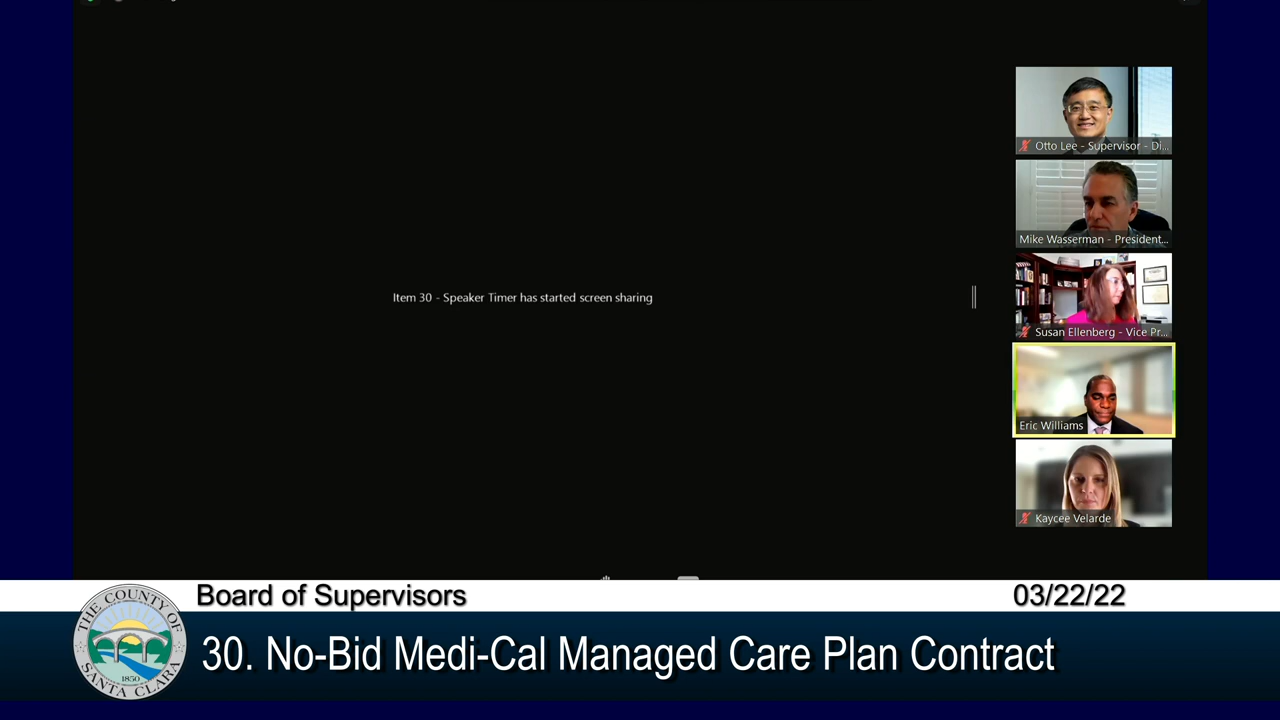 Otto Lee - Supervisor - Di...
Mike Wasserman - President...
Item 30 - Speaker Timer has started screen sharing
Susan Ellenberg - Vice Pr...
Eric Williams
Kaycee Velarde
Board of Supervisors
03/22/22
THE COUNTY OF
SANTA CLARA
1850
30. No-Bid Medi-Cal Managed Care Plan Contract